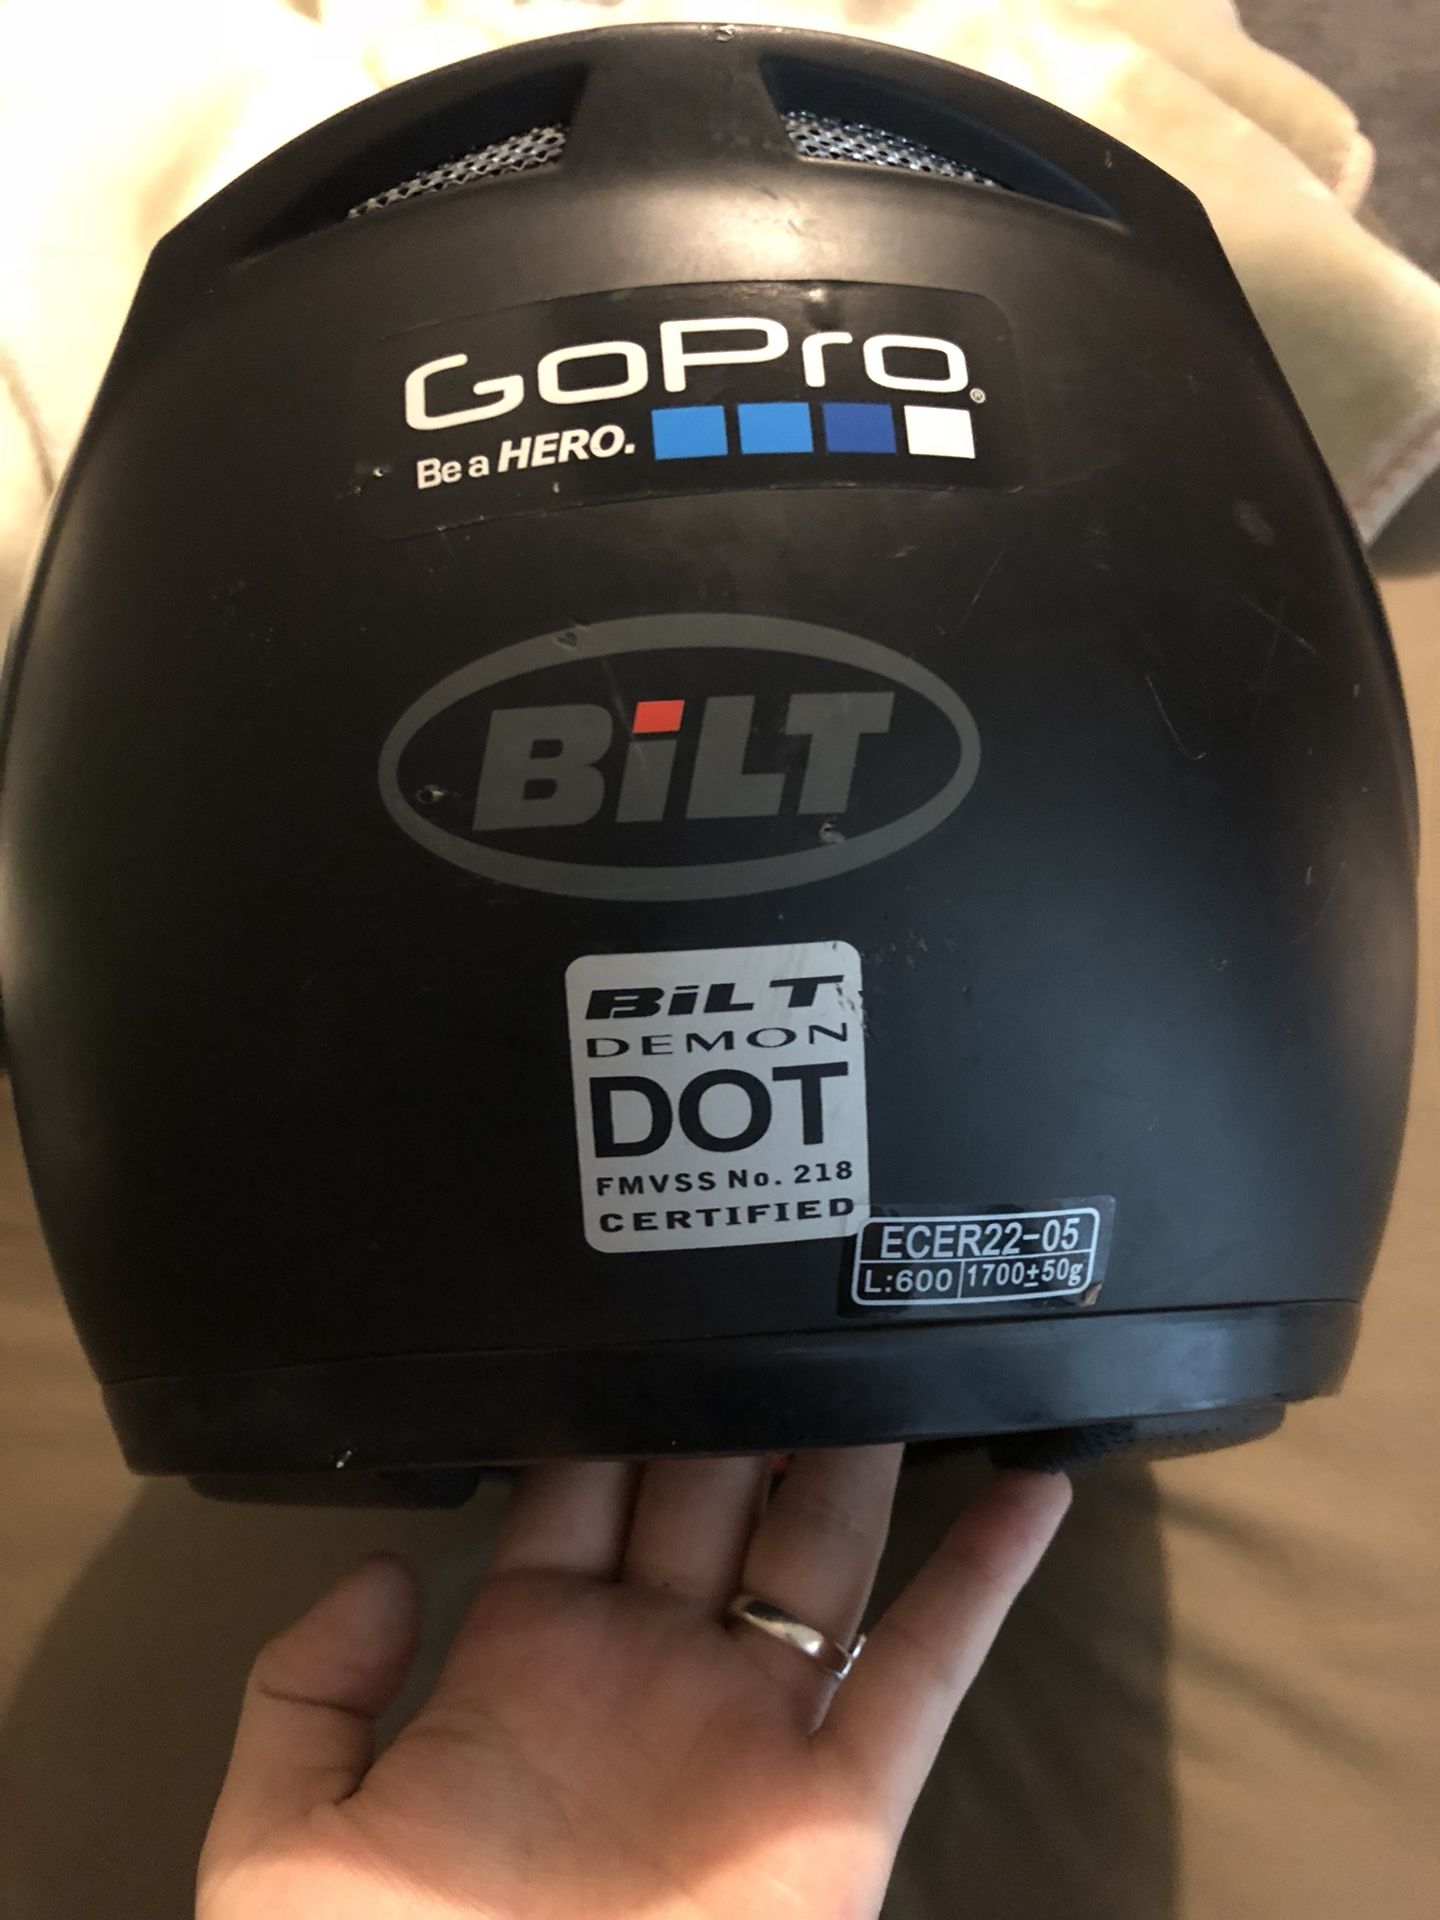 GoPro®
Be a HERO.
BiLT
BiLT
DEMON
DOT
FMVSS No. 218
CERTIFIED
ECER22-05
L:600 1700±50g